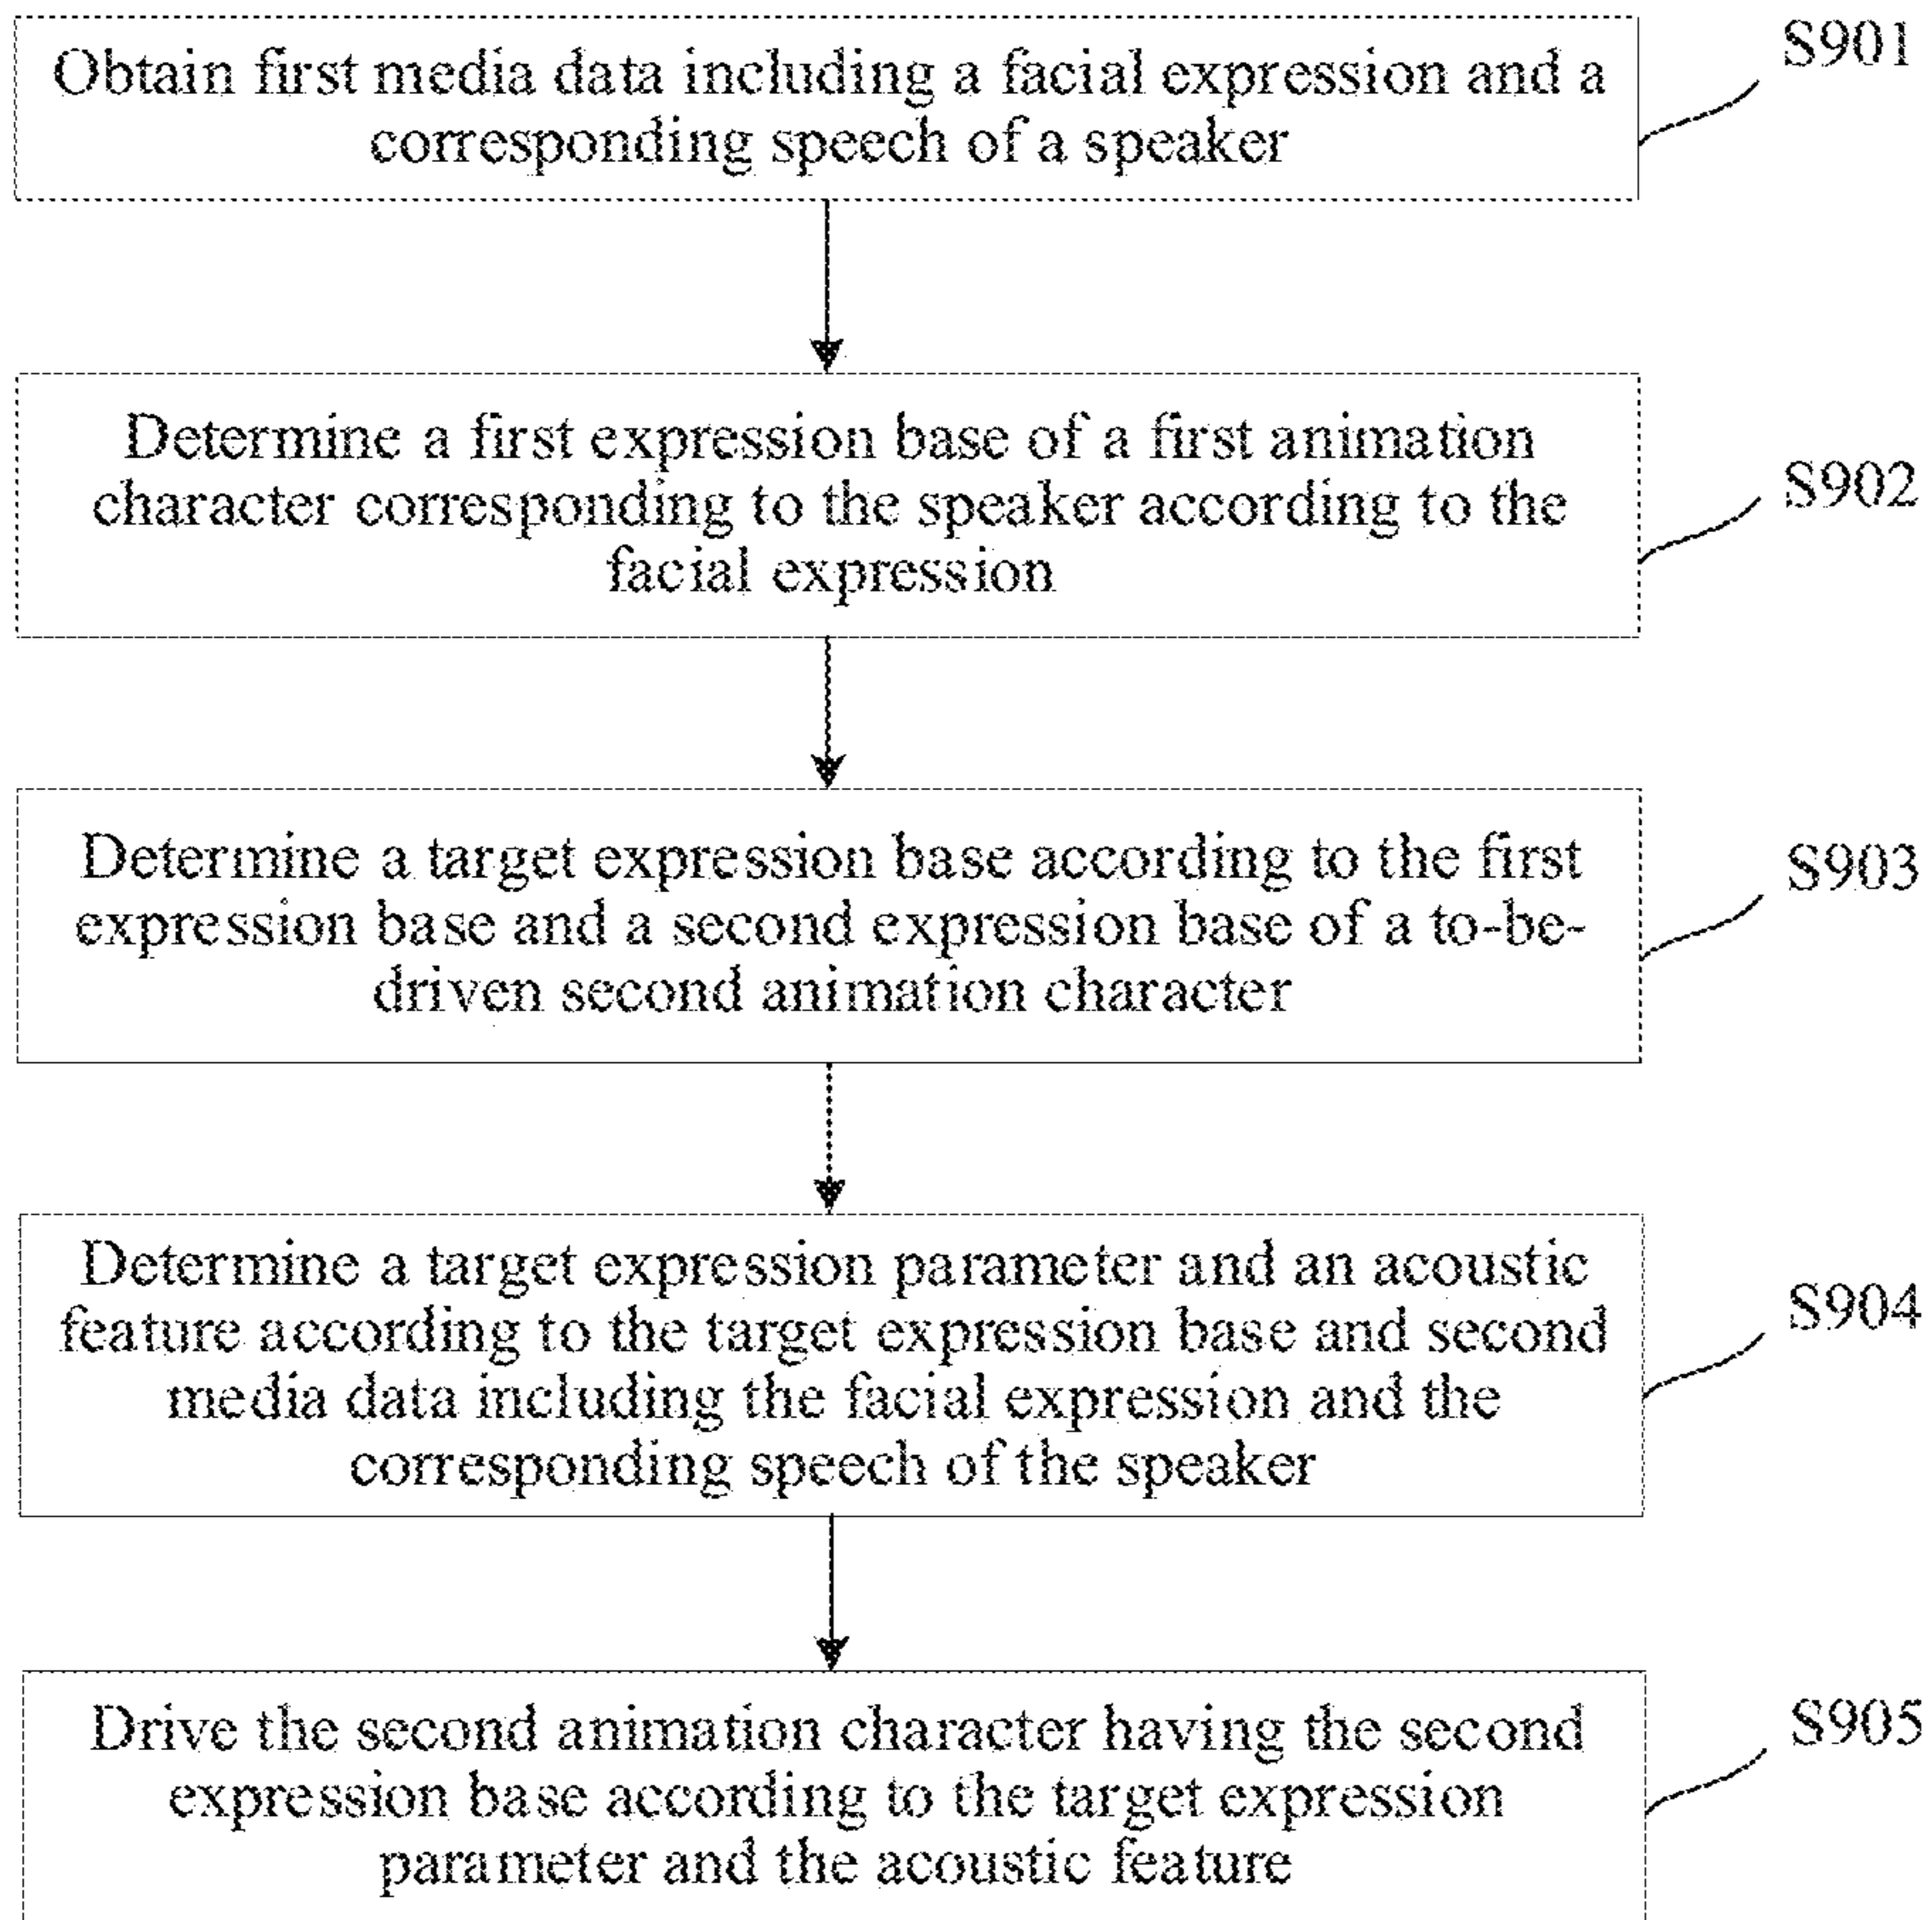 Obtain first media data including a facial expression and a
corresponding speech of a speaker
S901
Determine a first expression base of a first animation
character corresponding to the speaker according to the
facial expression
S902
Determine a target expression base according to the first
expression base and a second expression base of a to-be-
driven second animation character
S903
Determine a target expression parameter and an acoustic
feature according to the target expression base and second
media data including the facial expression and the
corresponding speech of the speaker
S904
Drive the second animation character having the second
expression base according to the target expression
parameter and the acoustic feature
S905